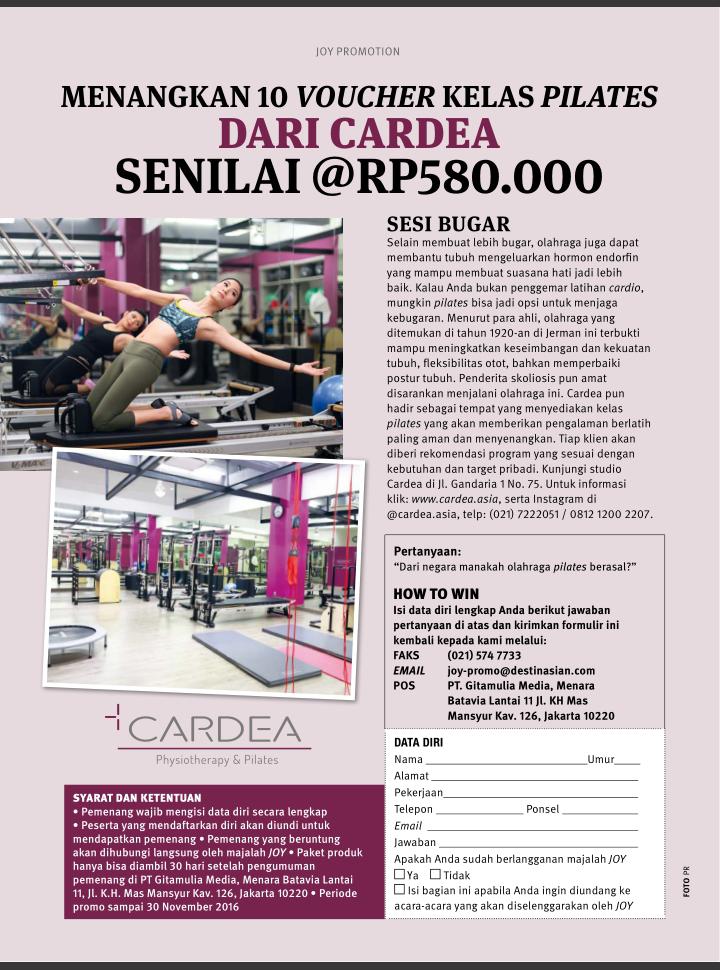 JOY PROMOTION
MENANGKAN 10 VOUCHER KELAS PILATES
DARI CARDEA
SENILAI @RP580.000
SESI BUGAR
Selain membuat lebih bugar, olahraga juga dapat
membantu tubuh mengeluarkan hormon endorfin
yang mampu membuat suasana hati jadi lebih
baik. Kalau Anda bukan penggemar latihan cardio,
mungkin pilates bisa jadi opsi untuk menjaga
kebugaran. Menurut para ahli, olahraga yang
ditemukan di tahun 1920-an di Jerman ini terbukti
mampu meningkatkan keseimbangan dan kekuatan
tubuh, fleksibilitas otot, bahkan memperbaiki
postur tubuh. Penderita skoliosis pun amat
disarankan menjalani olahraga ini. Cardea pun
hadir sebagai tempat yang menyediakan kelas
pilates yang akan memberikan pengalaman berlatih
paling aman dan menyenangkan. Tiap klien akan
diberi rekomendasi program yang sesuai dengan
kebutuhan dan target pribadi. Kunjungi studio
Cardea di Jl. Gandaria 1 No. 75. Untuk informasi
klik: www.cardea.asia, serta Instagram di
@cardea.asia, telp: (021) 7222051 / 0812 1200 2207.
V-MAX
Pertanyaan:
“Dari negara manakah olahraga pilates berasal?”
HOW TO WIN
Isi data diri lengkap Anda berikut jawaban
pertanyaan di atas dan kirimkan formulir ini
kembali kepada kami melalui:
FAKS (021) 574 7733
EMAIL joy-promo@destinasian.com
POS PT. Gitamulia Media, Menara
Batavia Lantai 11 Jl. KH Mas
Mansyur Kav. 126, Jakarta 10220
CARDEA
Physiotherapy & Pilates
SYARAT DAN KETENTUAN
• Pemenang wajib mengisi data diri secara lengkap
• Peserta yang mendaftarkan diri akan diundi untuk
mendapatkan pemenang • Pemenang yang beruntung
akan dihubungi langsung oleh majalah JOY • Paket produk
hanya bisa diambil 30 hari setelah pengumuman
pemenang di PT Gitamulia Media, Menara Batavia Lantai
11, Jl. K.H. Mas Mansyur Kav. 126, Jakarta 10220 • Periode
promo sampai 30 November 2016
DATA DIRI
Nama Umur
Alamat
Pekerjaan
Telepon Ponsel
Email
Jawaban
Apakah Anda sudah berlangganan majalah JOY
Ya Tidak
Isi bagian ini apabila Anda ingin diundang ke
acara-acara yang akan diselenggarakan oleh JOY
FOTO PR